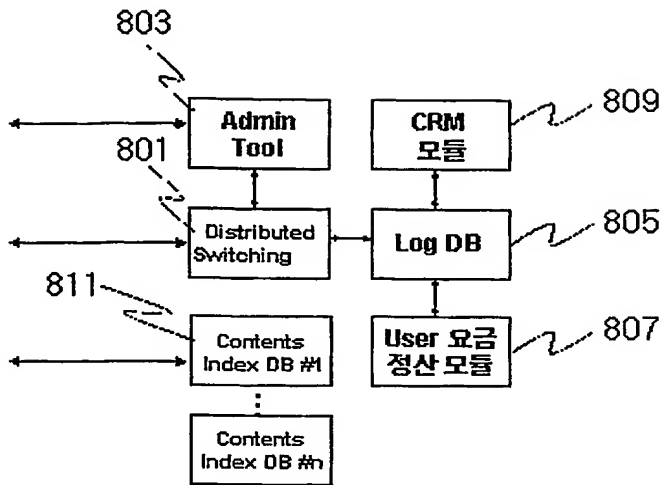 803
Admin
Tool
CRM
모듈
809
801
Distributed
Switching
Log DB
805
811
Contents
Index DB #1
User 요금
정산 모듈
807
Contents
Index DB #n